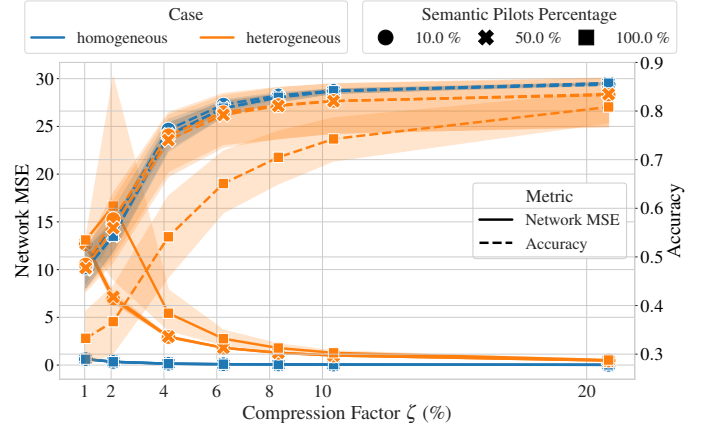 Case
homogeneous heterogeneous
Semantic Pilots Percentage
10.0 % 50.0 % 100.0 %
Network MSE
30
25
20
15
10
5
0
0.9
0.8
0.7
0.6
0.5
0.4
0.3
Accuracy
Metric
Network MSE
Accuracy
1 2 4 6 8 10 20
Compression Factor ζ (%)